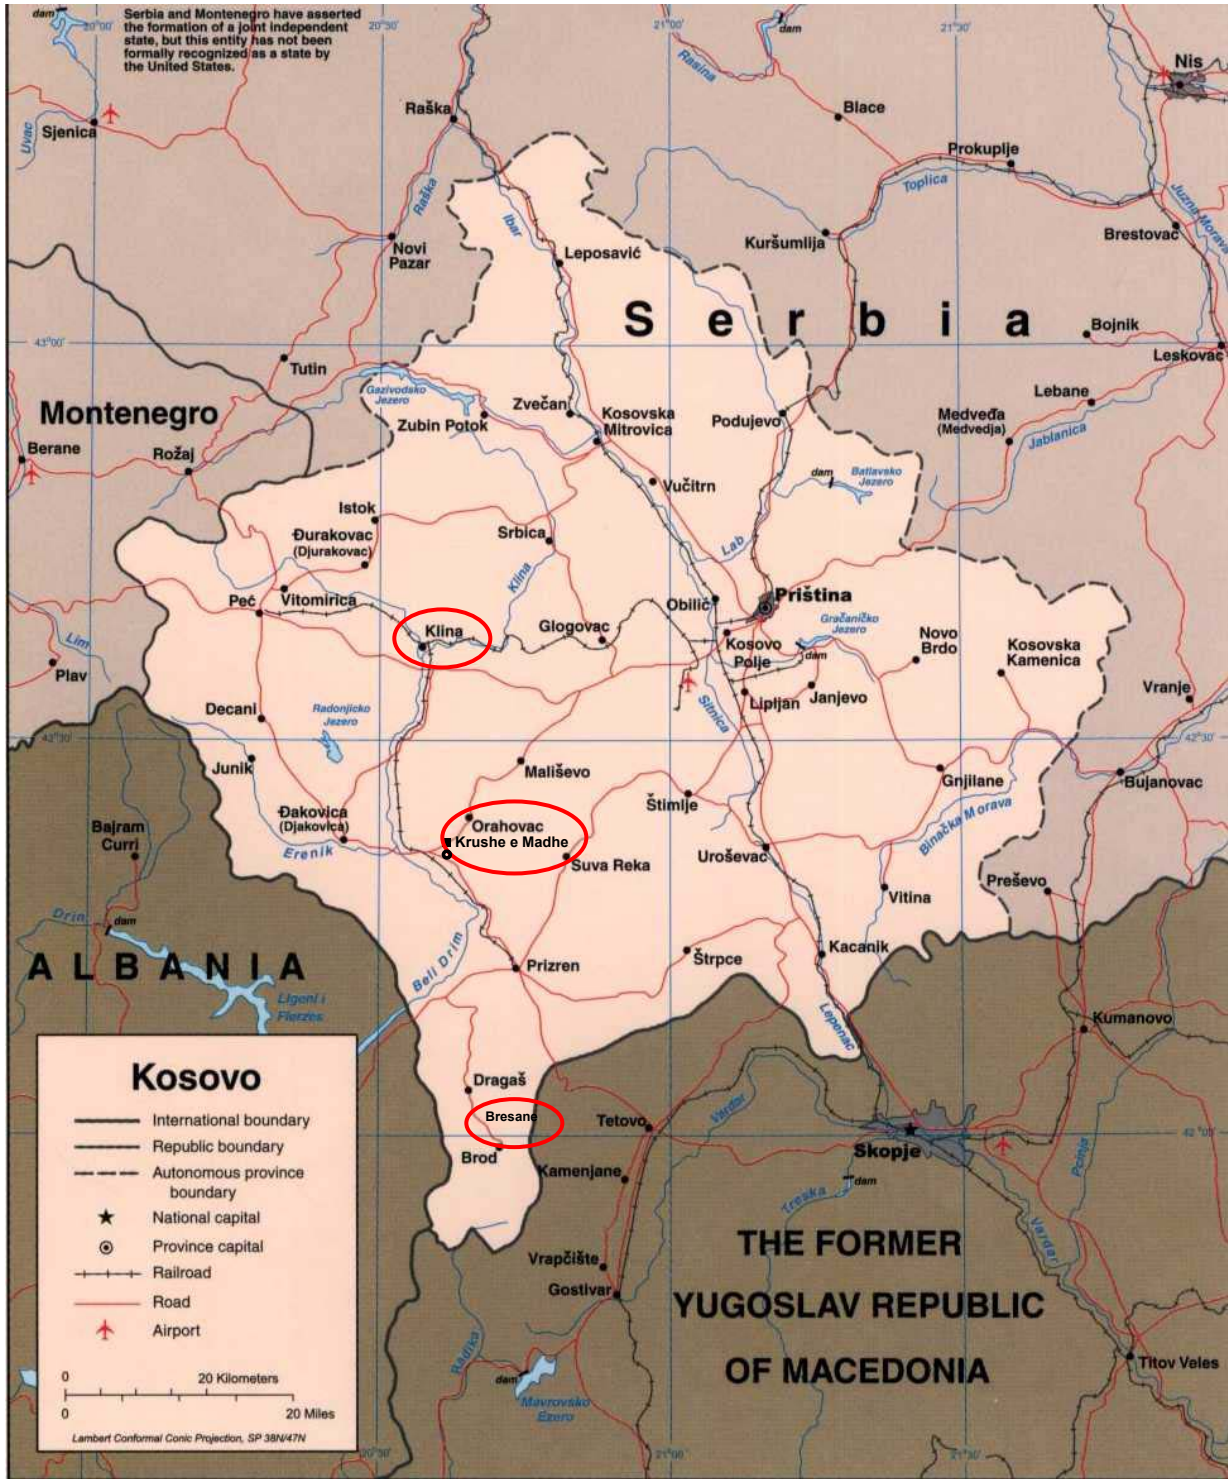 dam
Serbia and Montenegro have asserted
the formation of a joint independent
state, but this entity has not been
formally recognized as a state by
the United States.
20°00'
20°30'
21°00'
21°30'
dam
Rasina
Nis
Blace
Raška
Sjenica
Uvac
Prokuplje
Toplica
Raška
Ibar
Juzna Morava
Novi
Pazar
Kuršumlija
Brestovac
Leposavić
Serbia
Bojnik
43°00'
Leskovac
Tutin
Gazivodsko
Jezero
Lebane
Montenegro
Zvečan
Kosovska
Mitrovica
Podujevo
Medveđa
(Medvedja)
Jablanica
Zubin Potok
Berane
Rožaj
dam
Batlavsko
Jezero
Vučitrn
Istok
Đurakovac
(Djurakovac)
Srbica
Lab
Klina
Peć
Vitomirica
Obilić
Priština
Klina
Glogovac
Gračaničko
Jezero
Kosovo
Polje
dam
Novo
Brdo
Kosovska
Kamenica
Lim
Plav
Vranje
Decani
Radonjicko
Jezero
Sitnica
Lipljan
Janjevo
42°30'
42°30'
Junik
Mališevo
Gnjilane
Bujanovac
Štimlje
Đakovica
(Djakovica)
Orahovac
Krushe e Madhe
Binačka Morava
Bajram
Curri
Erenik
Suva Reka
Uroševac
Vitina
Preševo
Drin
dam
Štrpce
Kacanik
ALBANIA
Beli Drim
Prizren
Ligeni i
Fierzes
Lepenac
Kumanovo
Kosovo
International boundary
Republic boundary
Autonomous province
boundary
National capital
Province capital
Railroad
Road
Airport
0
20 Kilometers
0
20 Miles
Lambert Conformal Conic Projection, SP 38N/47N
Dragaš
Bresane
Brod
Tetovo
Vardar
42°00'
Skopje
Pcinja
Kamenjane
Treska
dam
Vardar
THE FORMER
YUGOSLAV REPUBLIC
OF MACEDONIA
Vrapčište
Gostivar
Radika
dam
Mavrovsko
Ezero
Titov Veles
20°30'
21°00'
21°30'